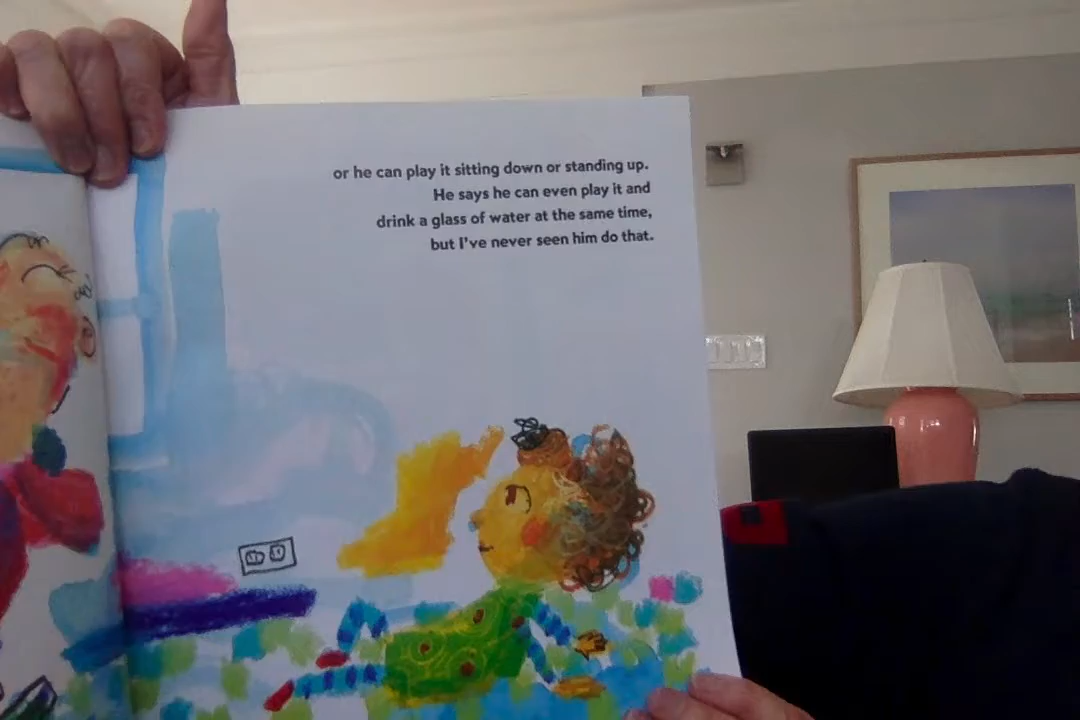 or he can play it sitting down or standing up.
He says he can even play it and
drink a glass of water at the same time,
but I've never seen him do that.